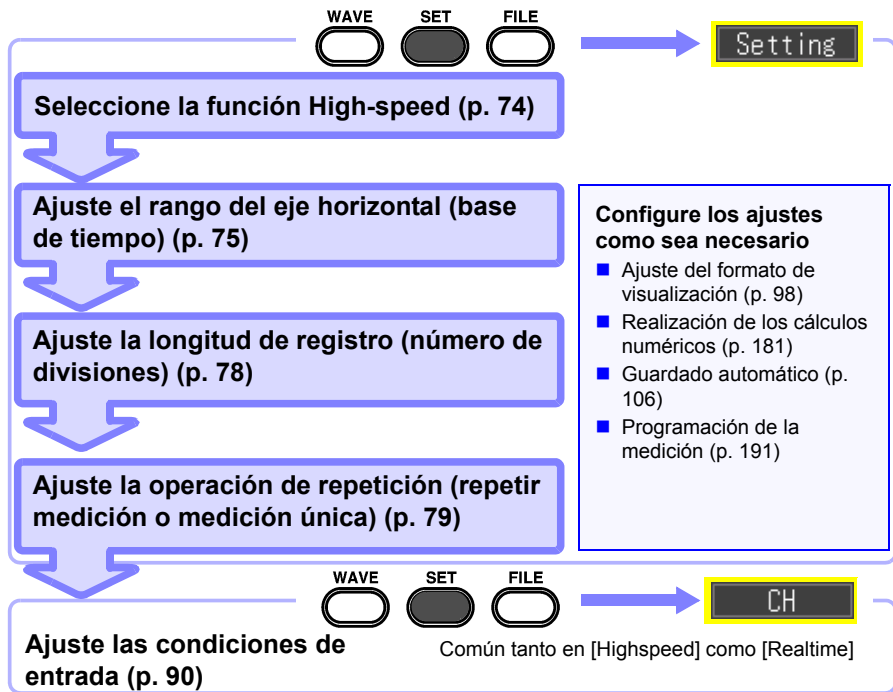 WAVE SET FILE
Setting
Seleccione la función High-speed (p. 74)
Ajuste el rango del eje horizontal (base
de tiempo) (p. 75)
Ajuste la longitud de registro (número de
divisiones) (p. 78)
Ajuste la operación de repetición (repetir
medición o medición única) (p. 79)
Configure los ajustes
como sea necesario
Ajuste del formato de
visualización (p. 98)
Realización de los cálculos
numéricos (p. 181)
Guardado automático (p.
106)
Programación de la
medición (p. 191)
WAVE SET FILE
CH
Ajuste las condiciones de
entrada (p. 90)
Común tanto en [Highspeed] como [Realtime]